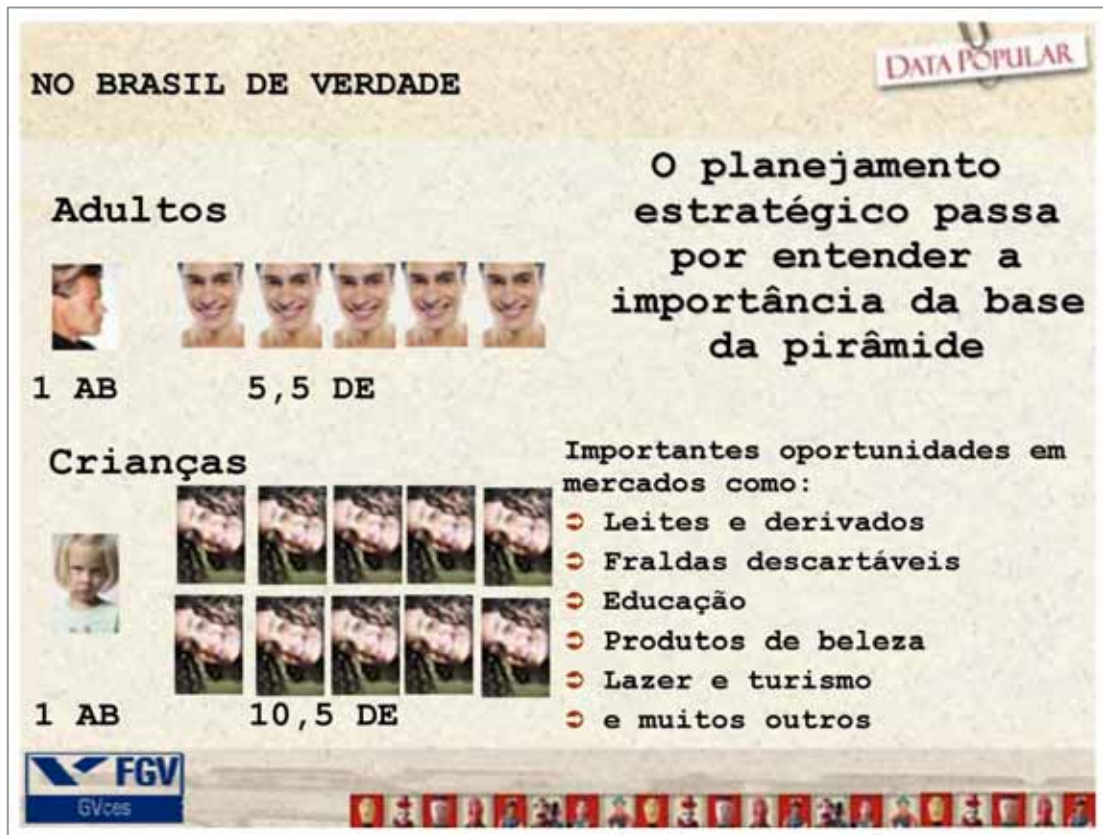 NO BRASIL DE VERDADE
DATA POPULAR
Adultos
1 AB
5,5 DE
Crianças
1 AB
10,5 DE
O planejamento
estratégico passa
por entender a
importância da base
da pirâmide
Importantes oportunidades em
mercados como:
Leites e derivados
Fraldas descartáveis
Educação
Produtos de beleza
Lazer e turismo
e muitos outros
FGV
GVces